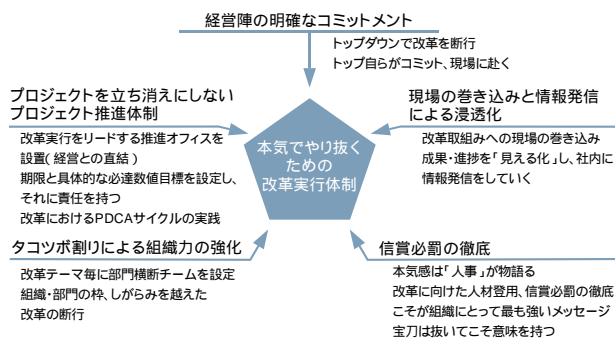 経営陣の明確なコミットメント
トップダウンで改革を断行
トップ自らがコミット、現場に赴く
プロジェクトを立ち消えにしない
プロジェクト推進体制
改革実行をリードする推進オフィスを
設置(経営との直結)
期限と具体的な必達数値目標を設定し、
それに責任を持つ
改革におけるPDCAサイクルの実践
現場の巻き込みと情報発信
による浸透化
改革取組みへの現場の巻き込み
成果・進捗を「見える化」し、社内に
情報発信をしていく
本気でやり抜く
ための
改革実行体制
タコツボ割りによる組織力の強化
改革テーマ毎に部門横断チームを設定
組織・部門の枠、しがらみを越えた
改革の断行
信賞必罰の徹底
本気感は「人事」が物語る
改革に向けた人材登用、信賞必罰の徹底
こそが組織にとって最も強いメッセージ
宝刀は抜いてこそ意味を持つ